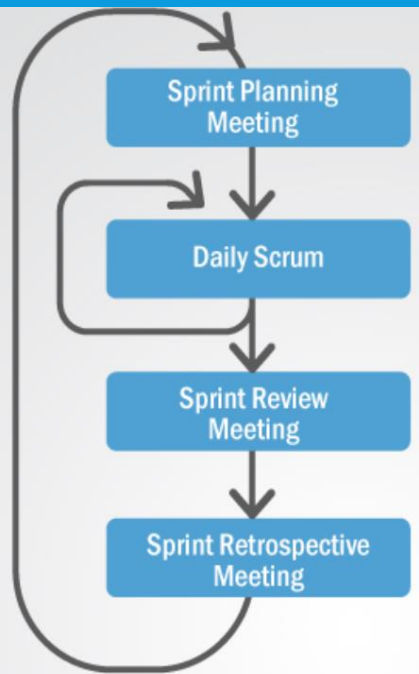 Sprint Planning
Meeting
Daily Scrum
Sprint Review
Meeting
Sprint Retrospective
Meeting